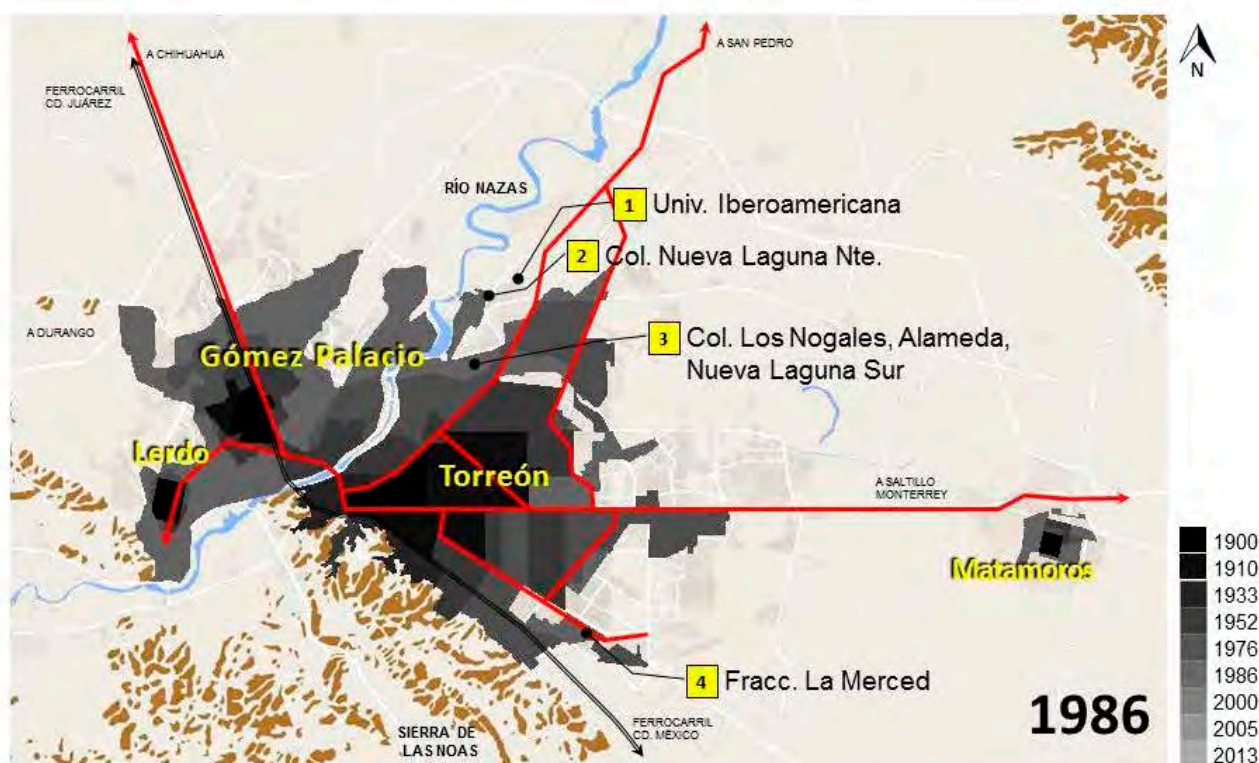 A SAN PEDRO
A CHIHUAHUA
N
FERROCARRIL
CD. JUÁREZ
RÍO NAZAS
1 Univ. Iberoamericana
2 Col. Nueva Laguna Nte.
A DURANGO
Gómez Palacio
3 Col. Los Nogales, Alameda,
Nueva Laguna Sur
Lerdo
Torreón
A SALTILLO
MONTERREY
Matamoros
4 Fracc. La Merced
SIERRA DE
LAS NOAS
FERROCARRIL
CD. MÉXICO
1986
1900
1910
1933
1952
1976
1986
2000
2005
2013